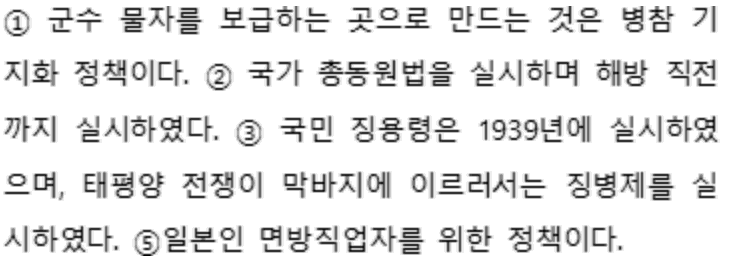 ① 군수 물자를 보급하는 곳으로 만드는 것은 병참 기
지화 정책이다. ② 국가 총동원법을 실시하며 해방 직전
까지 실시하였다. ③ 국민 징용령은 1939년에 실시하였
으며, 태평양 전쟁이 막바지에 이르러서는 징병제를 실
시하였다. ⑤일본인 면방직업자를 위한 정책이다.